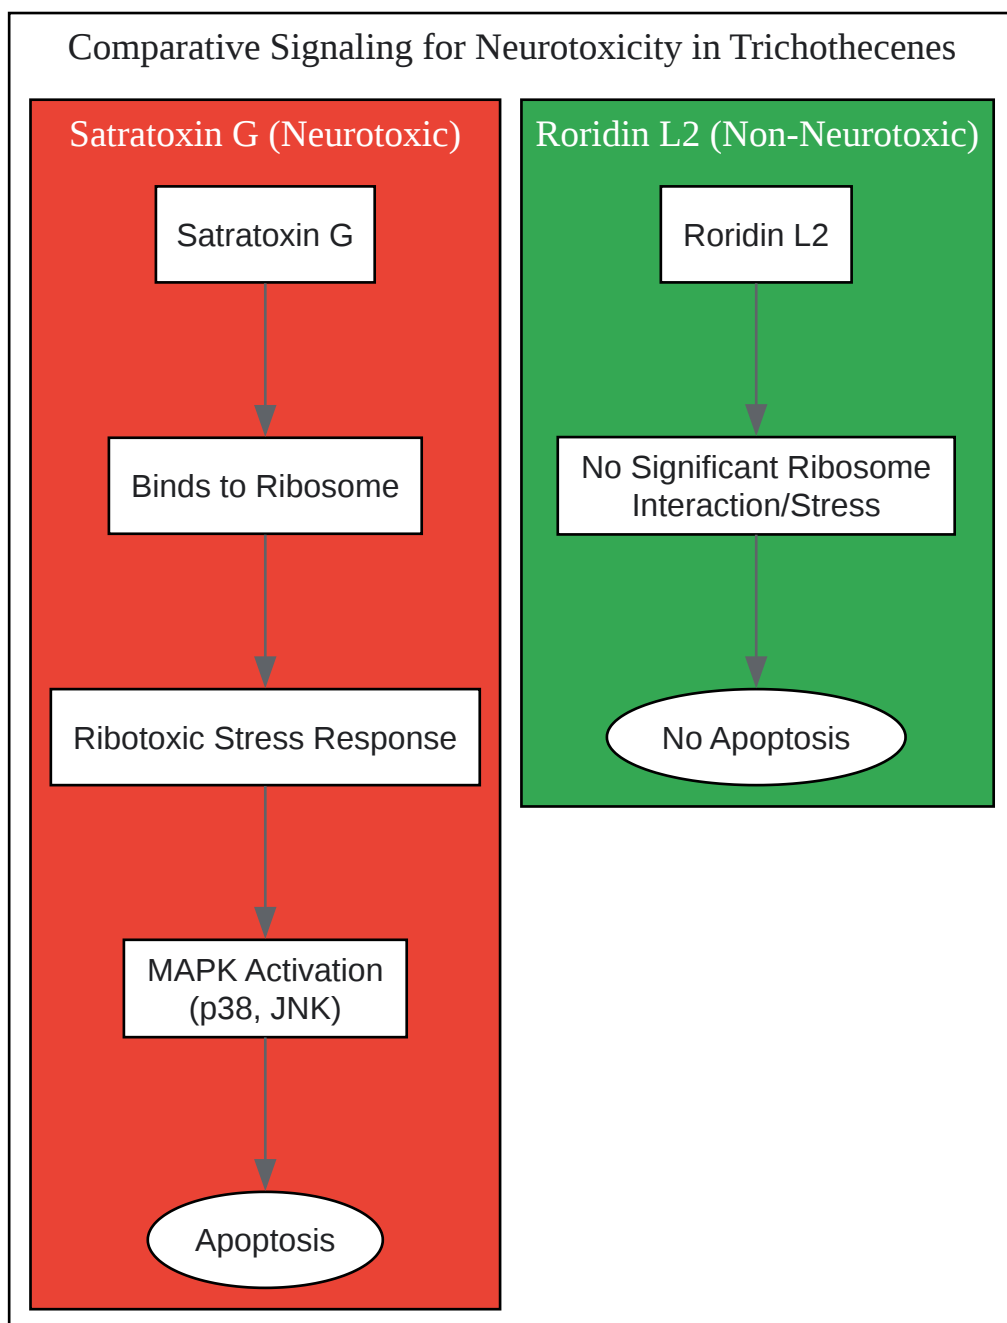 Comparative Signaling for Neurotoxicity in Trichothecenes
Satratoxin G (Neurotoxic)
Satratoxin G
Binds to Ribosome
Ribotoxic Stress Response
MAPK Activation
(p38, JNK)
Apoptosis
Roridin L2 (Non-Neurotoxic)
Roridin L2
No Significant Ribosome
Interaction/Stress
No Apoptosis